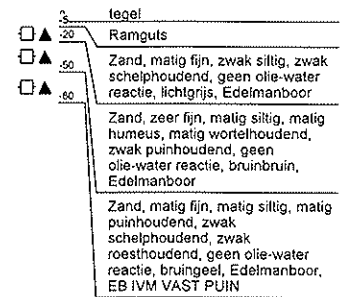 tegel
-5
-20
Ramguts
Zand, matig fijn, zwak siltig, zwak
schelphoudend, geen olie-water
reactie, lichtgrijs, Edelmanboor
-50
Zand, zeer fijn, matig siltig, matig
humeus, matig wortelhoudend,
zwak puinhoudend, geen
olie-water reactie, bruinbruin,
Edelmanboor
-60
Zand, matig fijn, matig siltig, matig
puinhoudend, zwak
schelphoudend, zwak
roesthoudend, geen olie-water
reactie, bruingeel, Edelmanboor,
EB IVM VAST PUIN